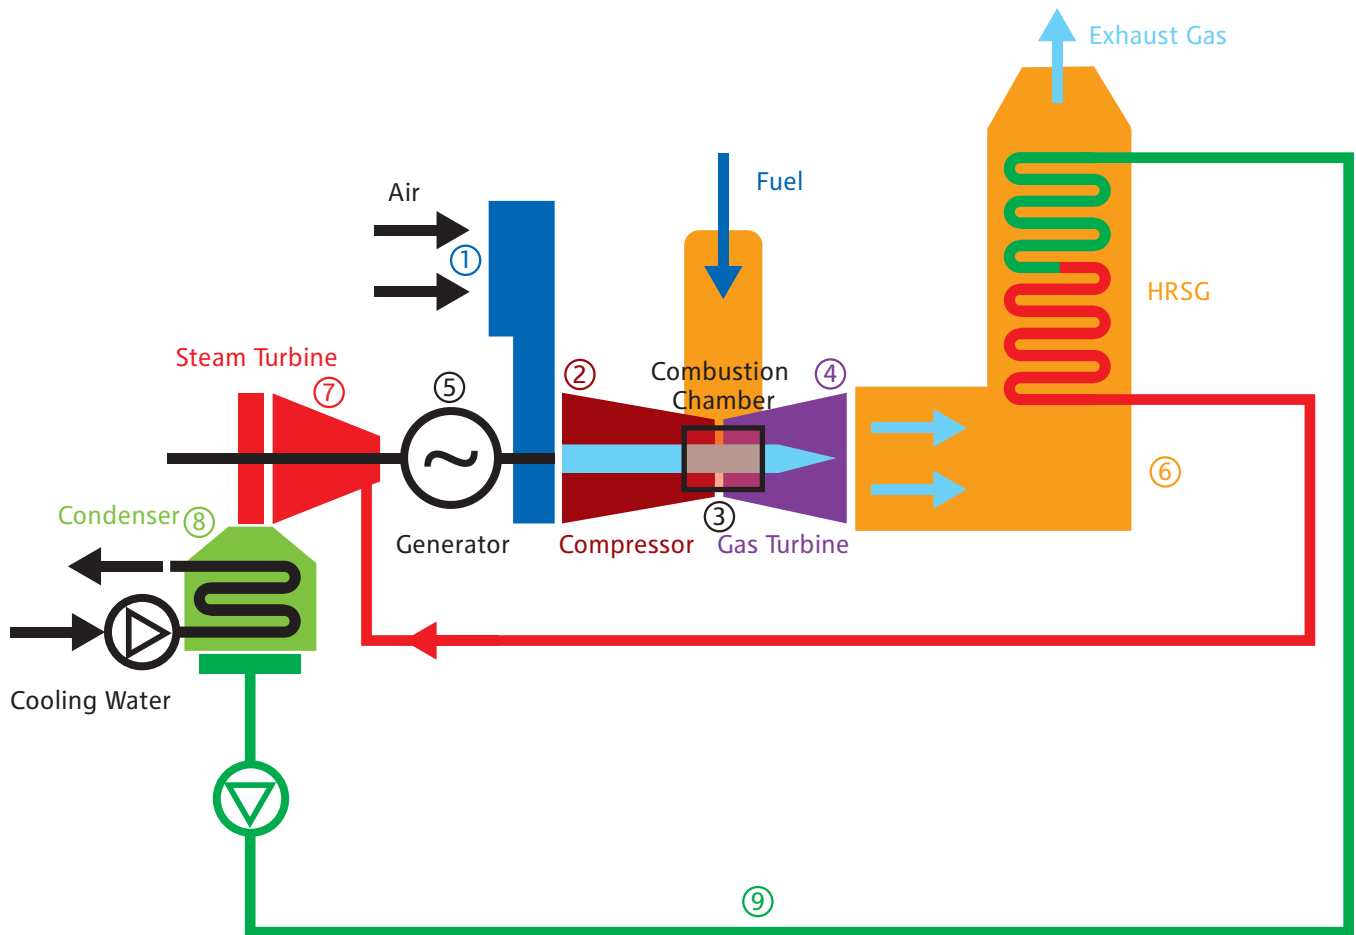 Exhaust Gas
Fuel
Air
①
HRSG
Steam Turbine
⑦
⑤
②
Combustion
Chamber
④
⑥
Condenser ⑧
③
Generator
Compressor
Gas Turbine
Cooling Water
⑨